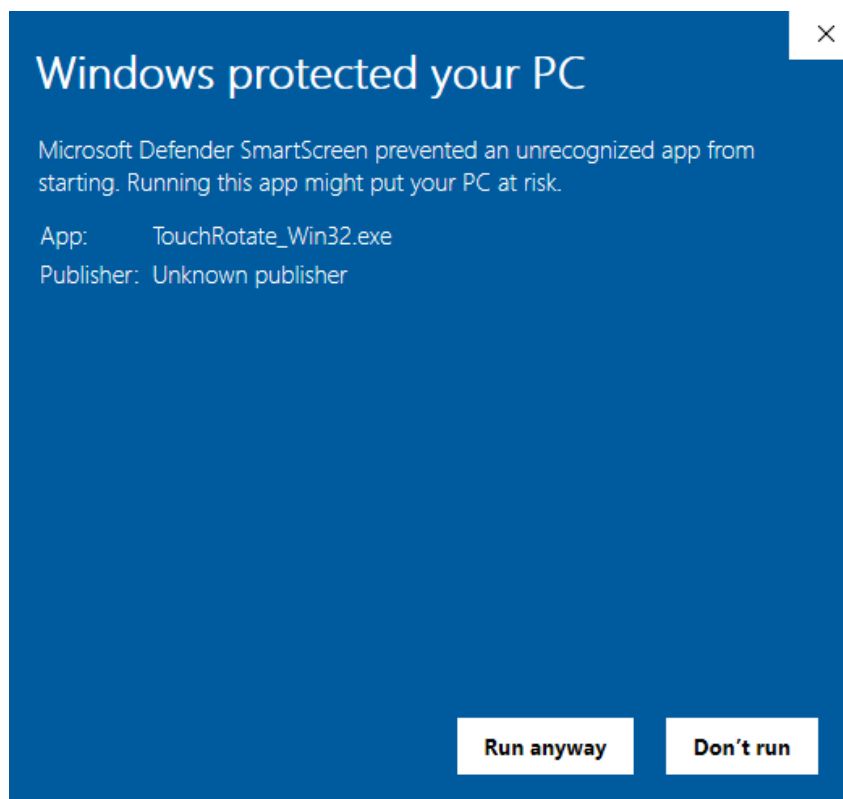 Windows protected your PC
Microsoft Defender SmartScreen prevented an unrecognized app from
starting. Running this app might put your PC at risk.
App: TouchRotate_Win32.exe
Publisher: Unknown publisher
Run anyway Don’t run